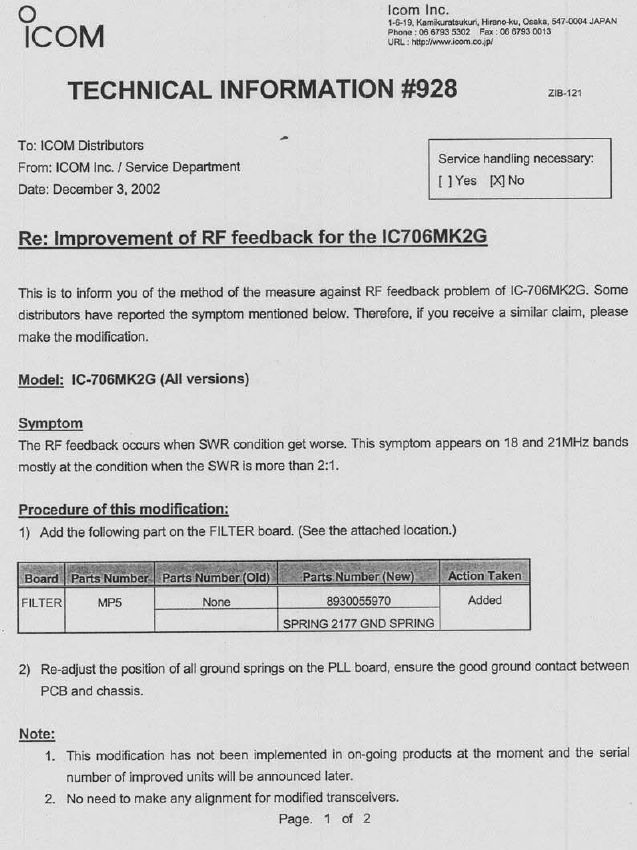 ICOM
Icom Inc.
1-6-19, Kamikuratsukuri, Hirano-ku, Osaka, 547-0004 JAPAN
Phone : 06 6793 5302 Fax : 06 6793 0013
URL : http://www.icom.co.jp/
TECHNICAL INFORMATION #928
ZIB-121
To: ICOM Distributors
From: ICOM Inc. / Service Department
Date: December 3, 2002
Service handling necessary:
[ ] Yes [X] No
Re: Improvement of RF feedback for the IC706MK2G
This is to inform you of the method of the measure against RF feedback problem of IC-706MK2G. Some
distributors have reported the symptom mentioned below. Therefore, if you receive a similar claim, please
make the modification.
Model: IC-706MK2G (All versions)
Symptom
The RF feedback occurs when SWR condition get worse. This symptom appears on 18 and 21MHz bands
mostly at the condition when the SWR is more than 2:1.
Procedure of this modification:
1) Add the following part on the FILTER board. (See the attached location.)
Board Parts Number Parts Number (Old) Parts Number (New) Action Taken
FILTER MP5 None 8930055970 Added
SPRING 2177 GND SPRING
2) Re-adjust the position of all ground springs on the PLL board, ensure the good ground contact between
PCB and chassis.
Note:
1. This modification has not been implemented in on-going products at the moment and the serial
number of improved units will be announced later.
2. No need to make any alignment for modified transceivers.
Page. 1 of 2